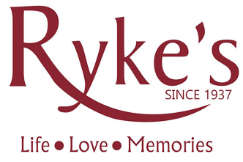 Ryke's
SINCE 1937
Life • Love • Memories